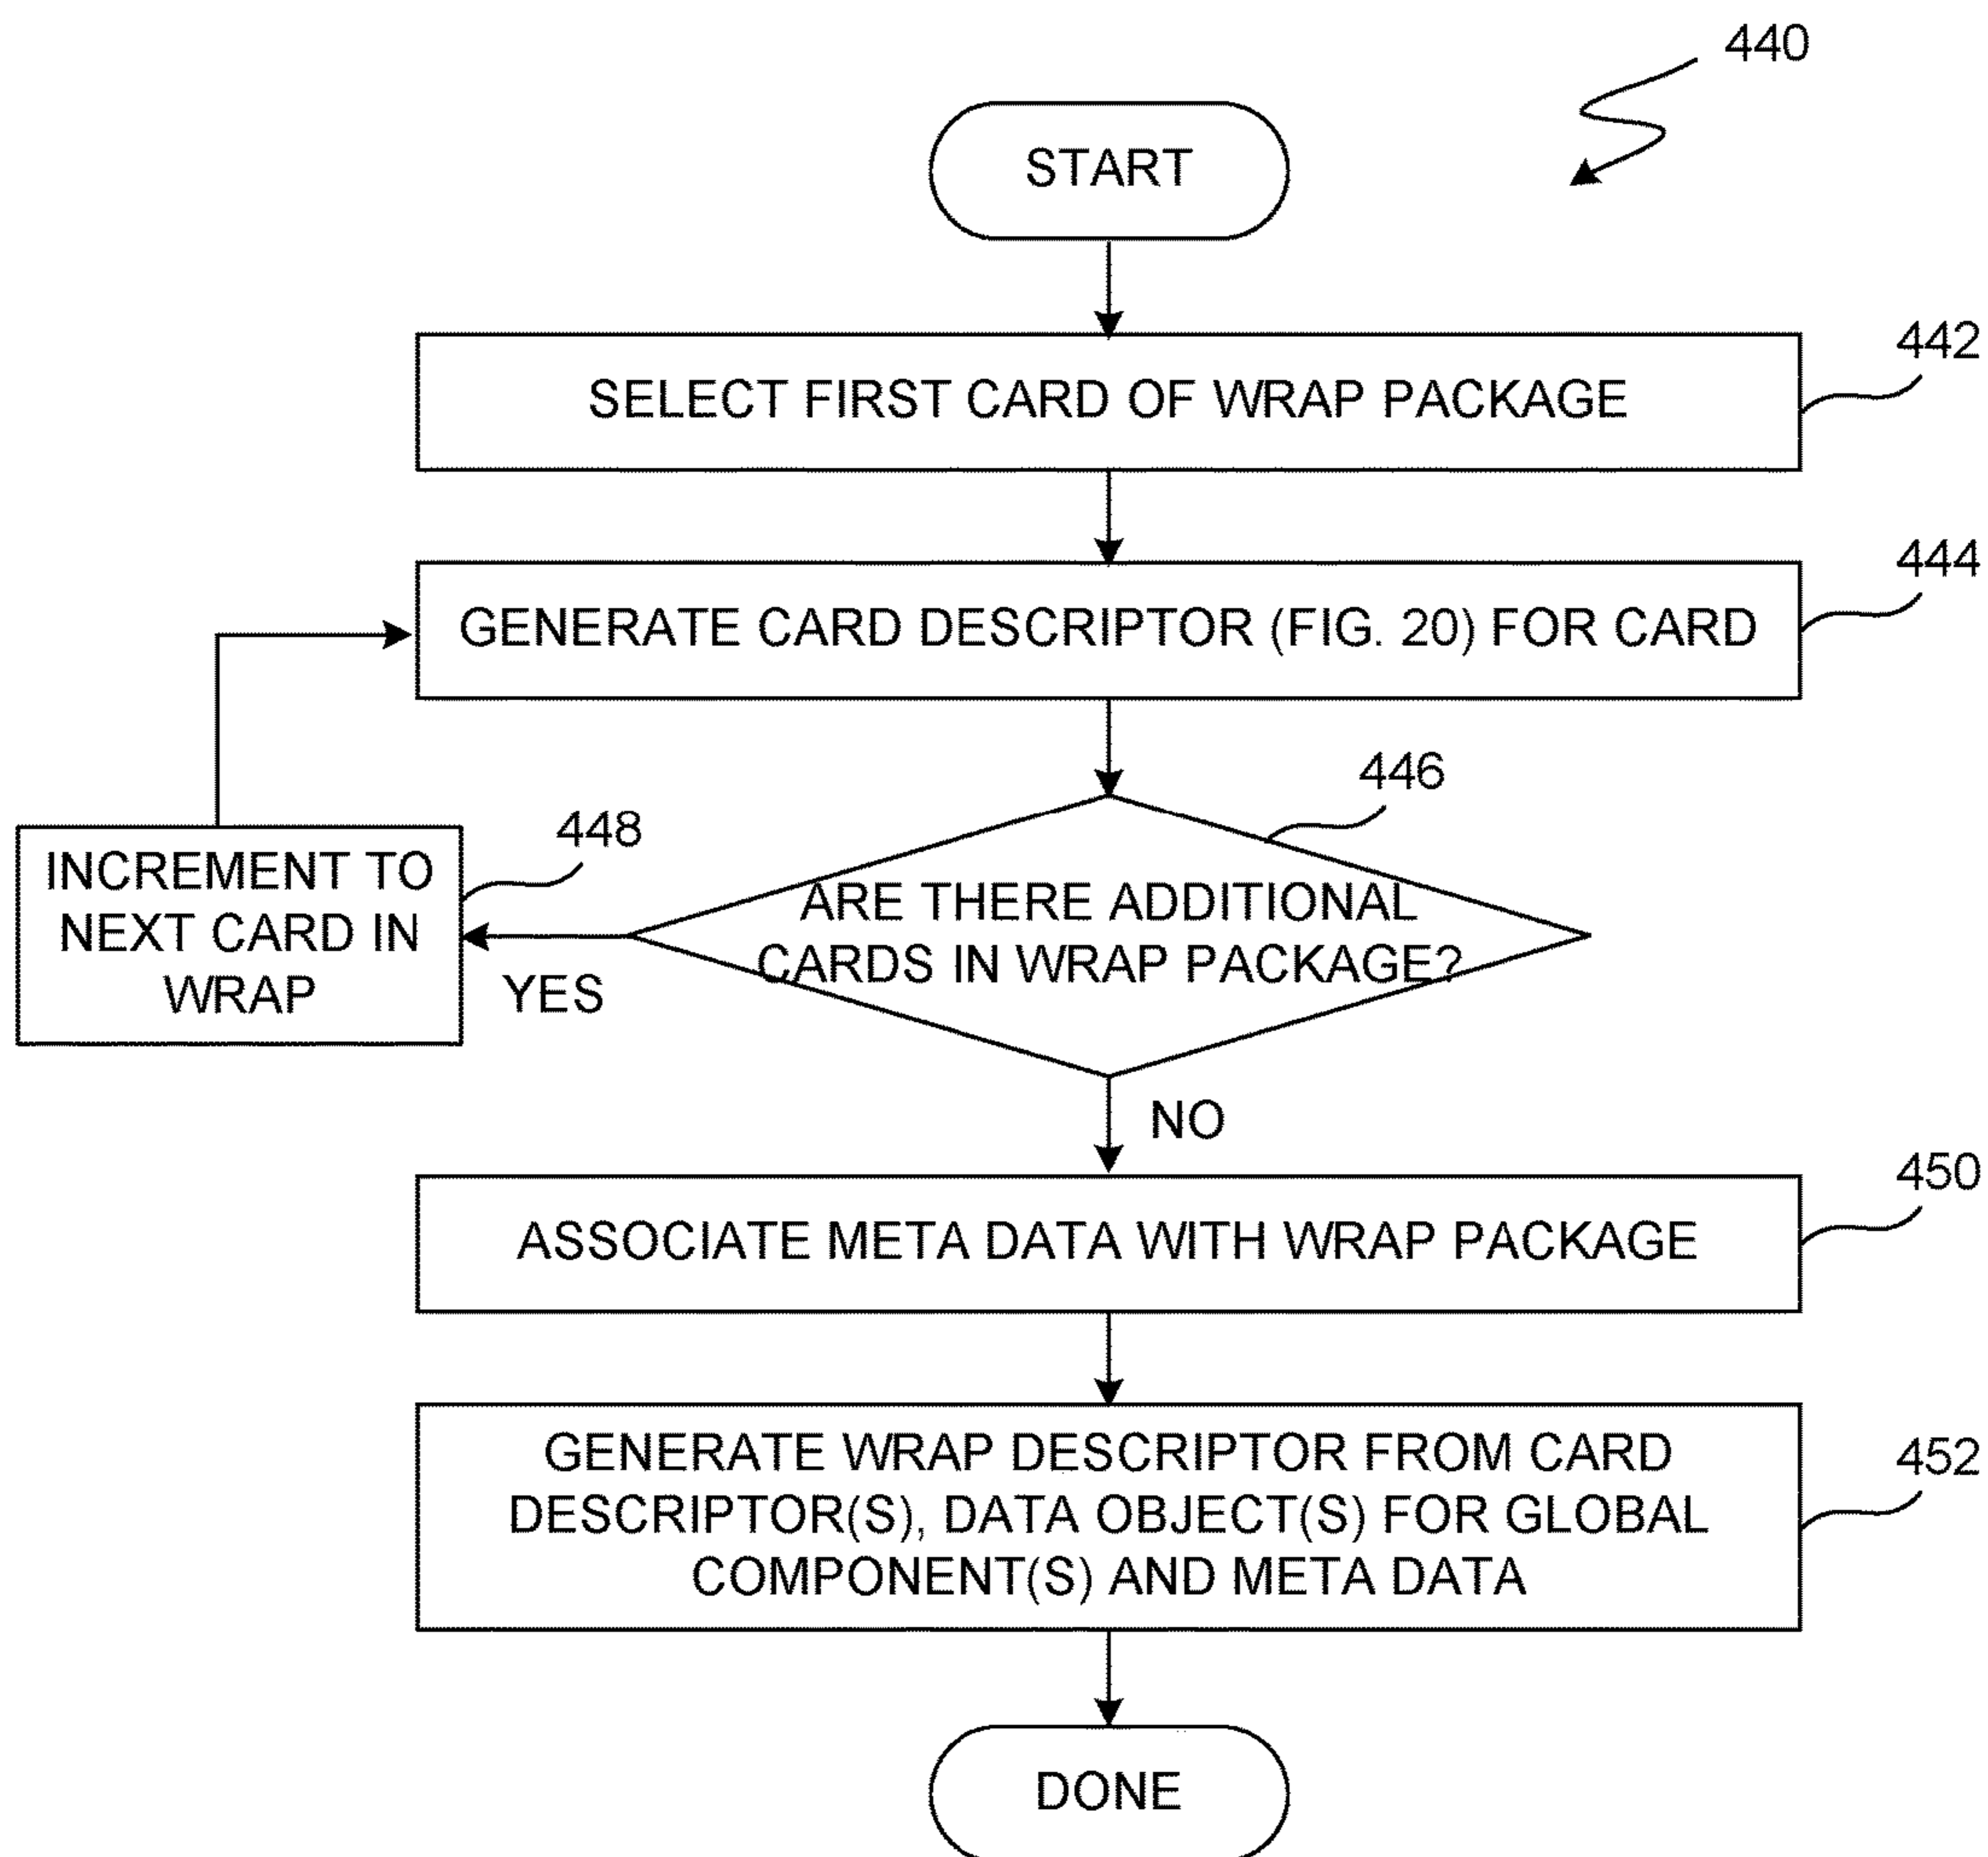 440
START
442
SELECT FIRST CARD OF WRAP PACKAGE
444
GENERATE CARD DESCRIPTOR (FIG. 20) FOR CARD
446
448
INCREMENT TO
NEXT CARD IN
WRAP
ARE THERE ADDITIONAL
CARDS IN WRAP PACKAGE?
YES
NO
450
ASSOCIATE META DATA WITH WRAP PACKAGE
452
GENERATE WRAP DESCRIPTOR FROM CARD
DESCRIPTOR(S), DATA OBJECT(S) FOR GLOBAL
COMPONENT(S) AND META DATA
DONE